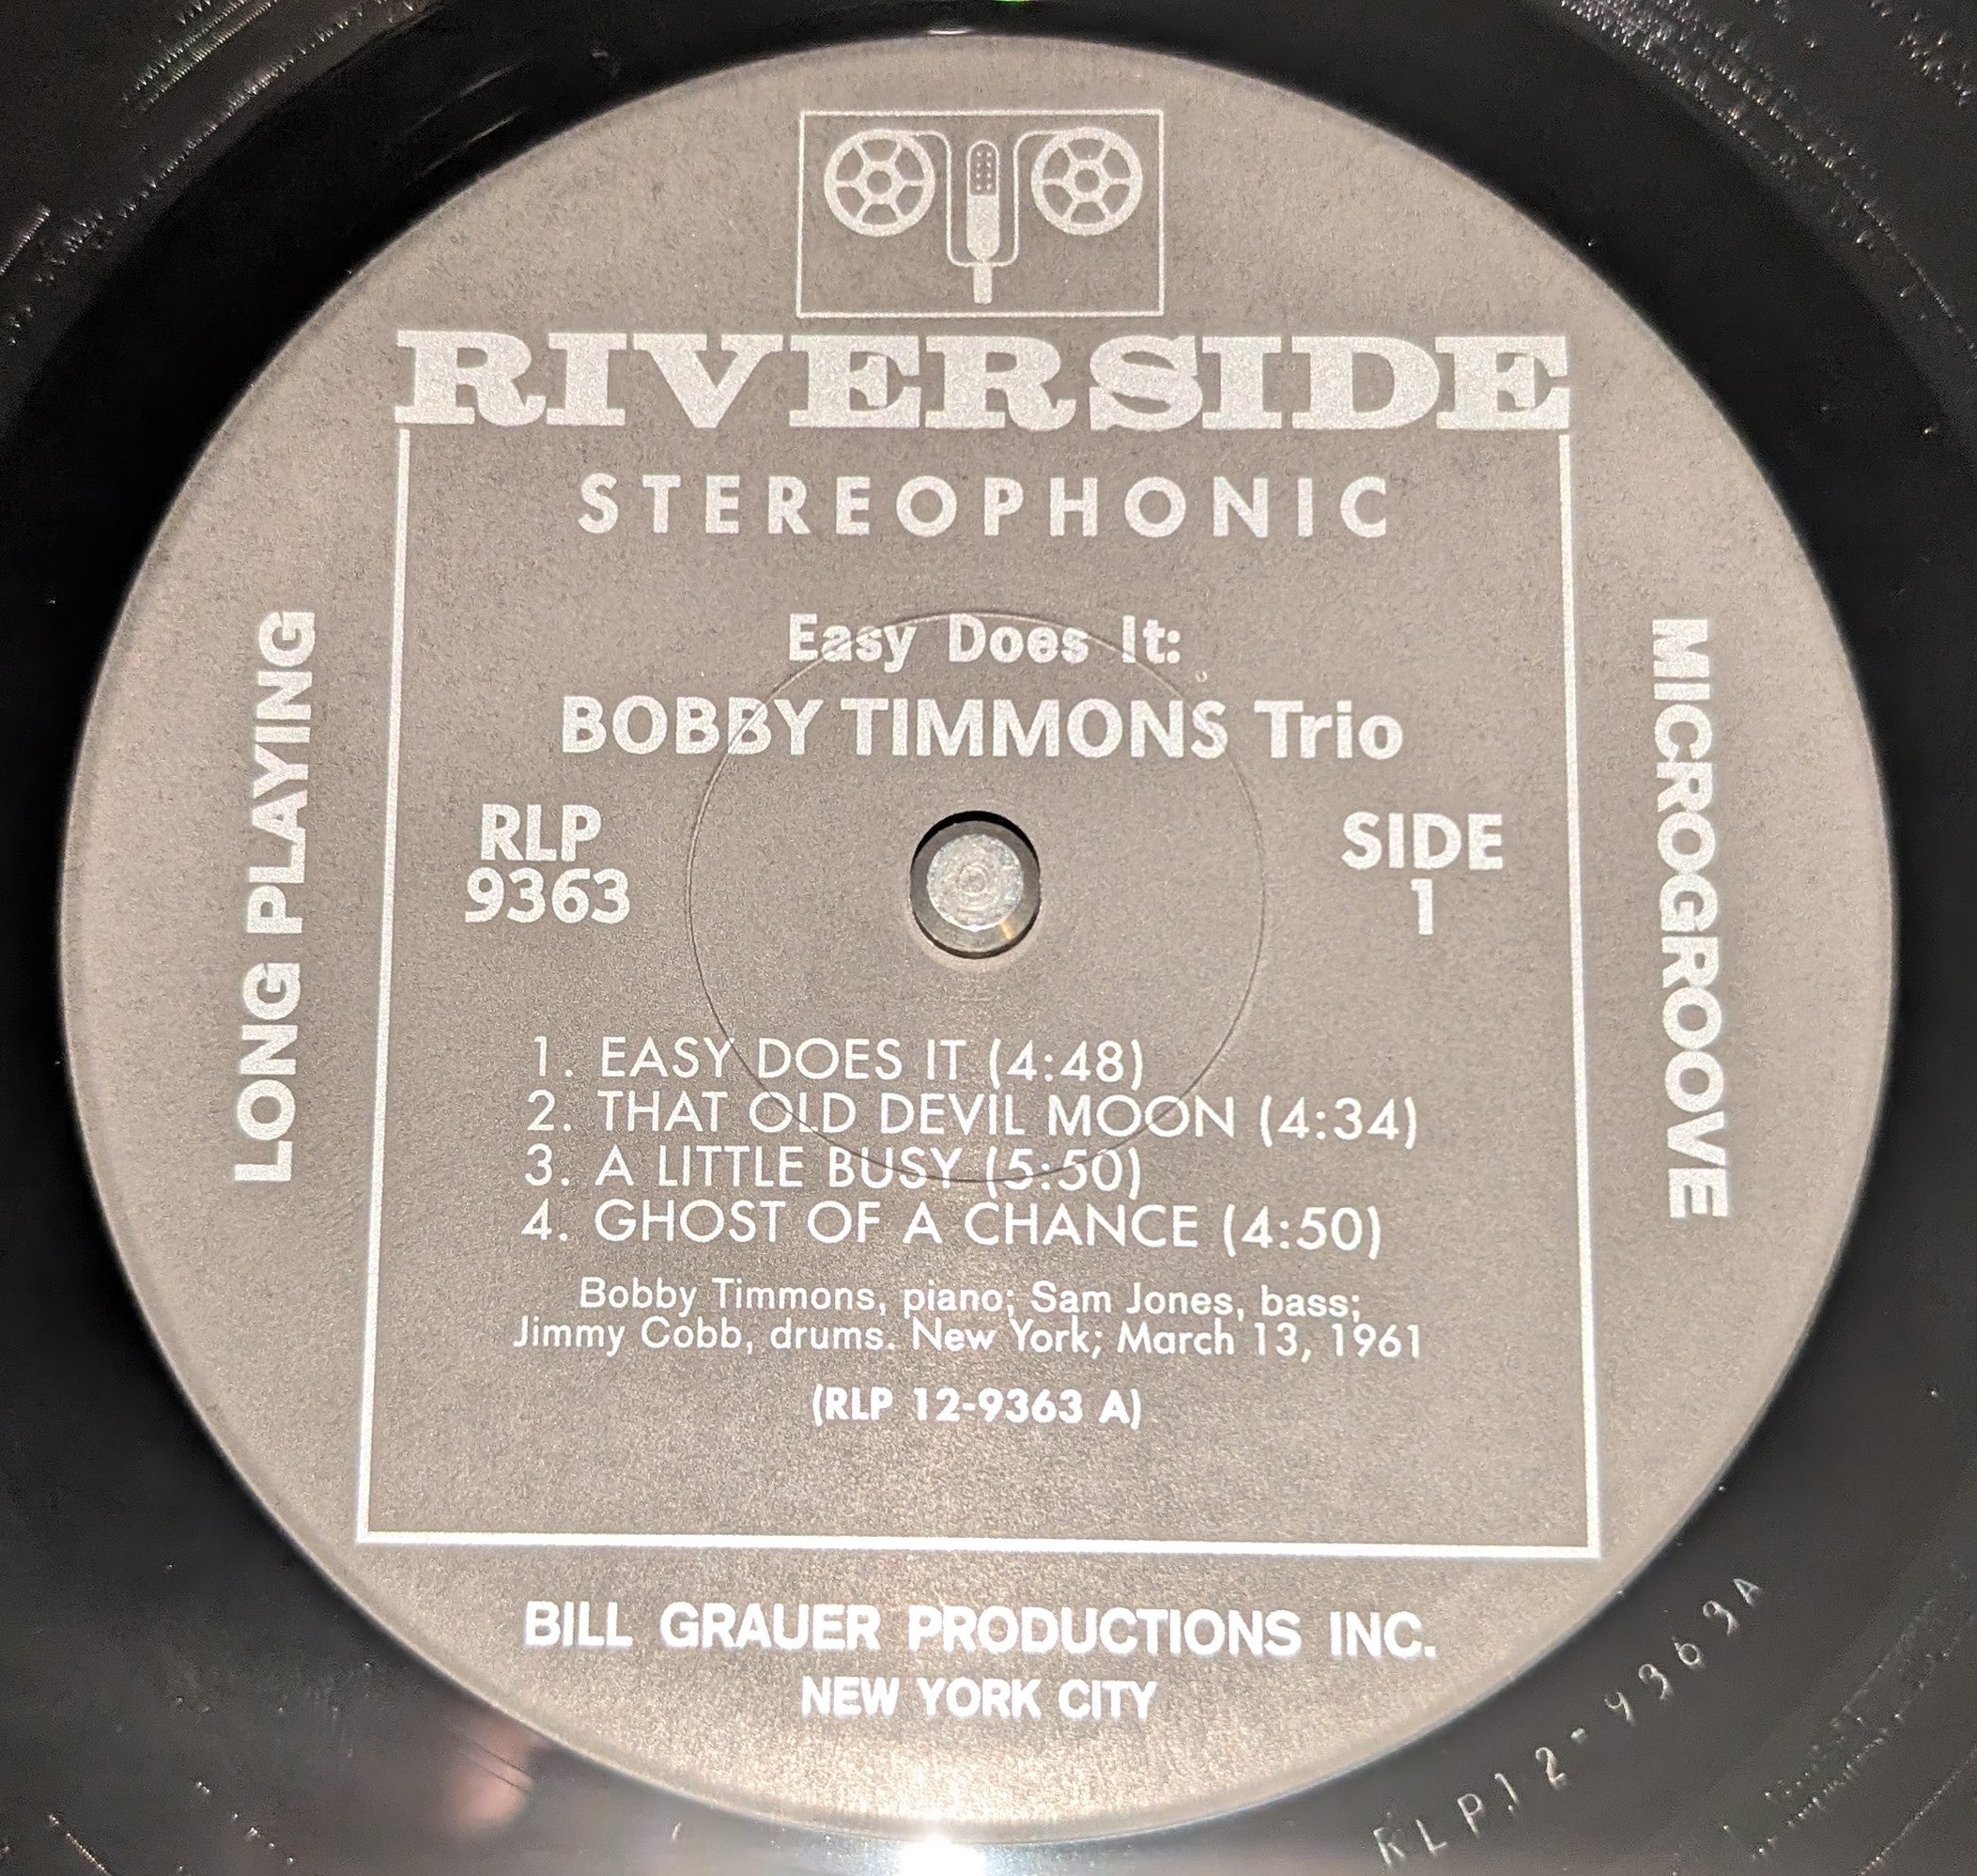 RIVERSIDE
STEREOPHONIC
Easy Does It:
BOBBY TIMMONS Trio
RLP
9363
SIDE
1
LONG PLAYING
MICROGROOVE
1. EASY DOES IT (4:48)
2. THAT OLD DEVIL MOON (4:34)
3. A LITTLE BUSY (5:50)
4. GHOST OF A CHANCE (4:50)
Bobby Timmons, piano; Sam Jones, bass;
Jimmy Cobb, drums. New York; March 13, 1961
(RLP 12-9363 A)
BILL GRAUER PRODUCTIONS INC.
NEW YORK CITY
RLP12-9363A